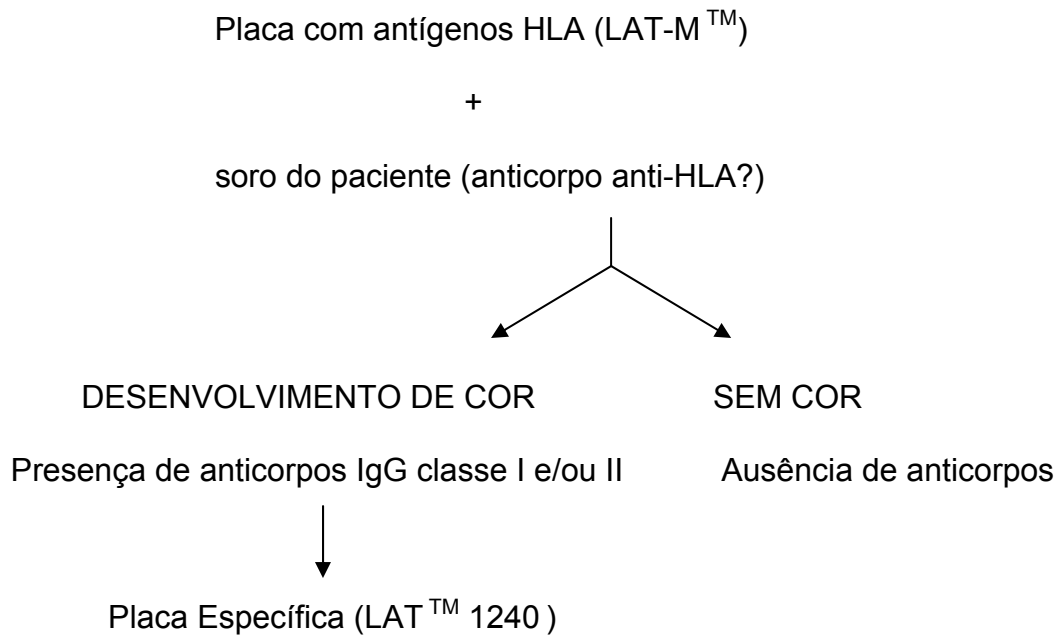 Placa com antígenos HLA (LAT-M TM)
+
soro do paciente (anticorpo anti-HLA?)
DESENVOLVIMENTO DE COR SEM COR
Presença de anticorpos IgG classe I e/ou II Ausência de anticorpos
Placa Específica (LAT TM 1240 )